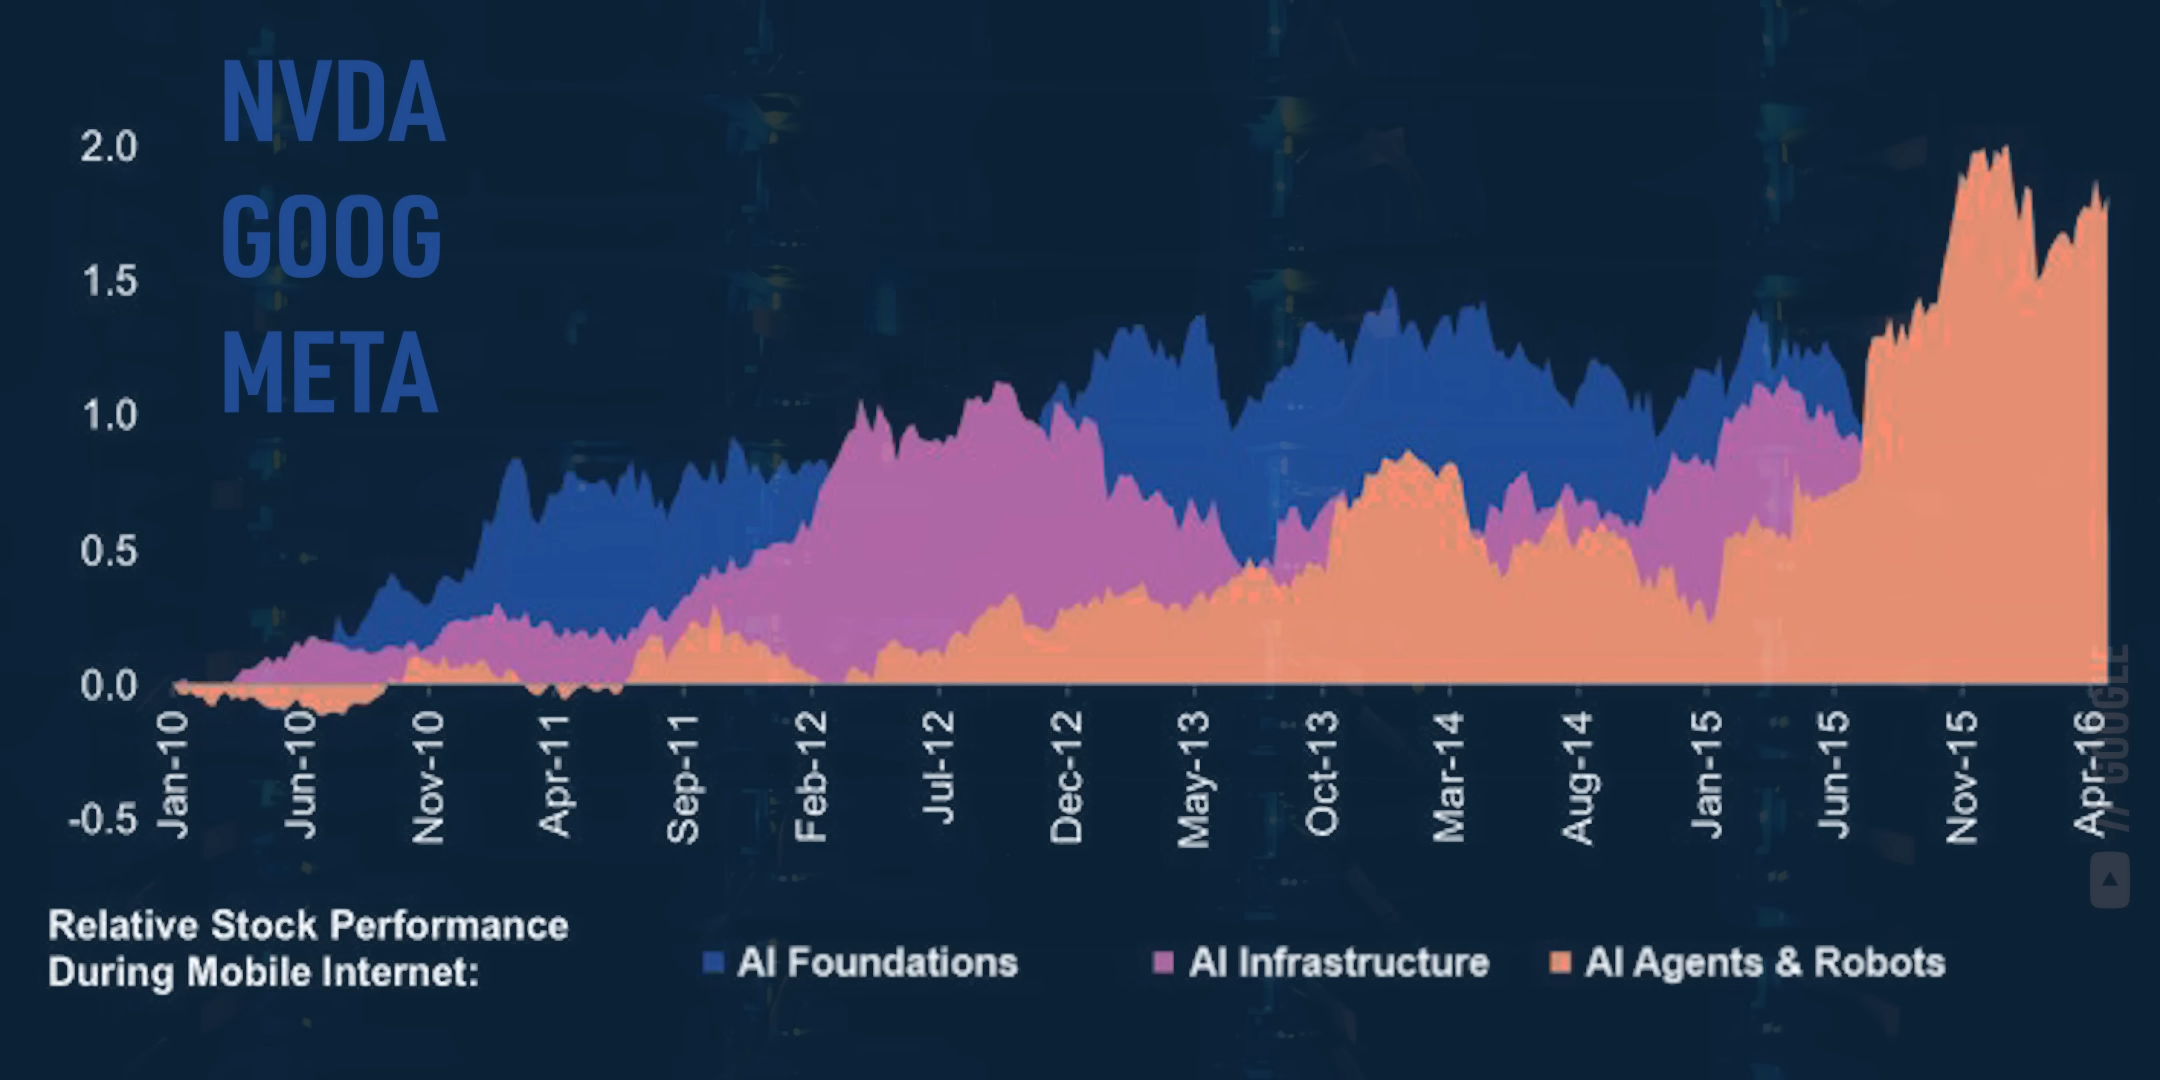 NVDA
GOOG
META
2.0
1.5
1.0
0.5
0.0
-0.5
Jan-10
Jun-10
Nov-10
Apr-11
Sep-11
Feb-12
Jul-12
Dec-12
May-13
Oct-13
Mar-14
Aug-14
Jan-15
Jun-15
Nov-15
Apr-16
// GOOGLE
Relative Stock Performance
During Mobile Internet:
AI Foundations
AI Infrastructure
AI Agents & Robots